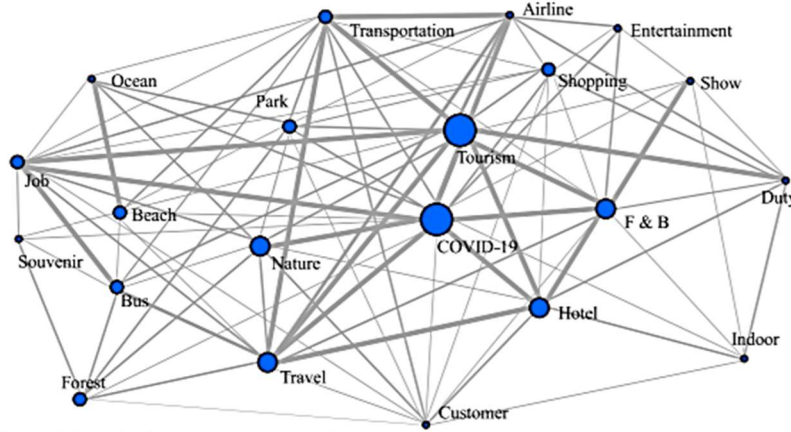 Airline
Transportation
Entertainment
Ocean
Shopping
Show
Park
Tourism
Job
Duty
Beach
F & B
COVID-19
Souvenir
Nature
Bus
Hotel
Indoor
Travel
Forest
Customer